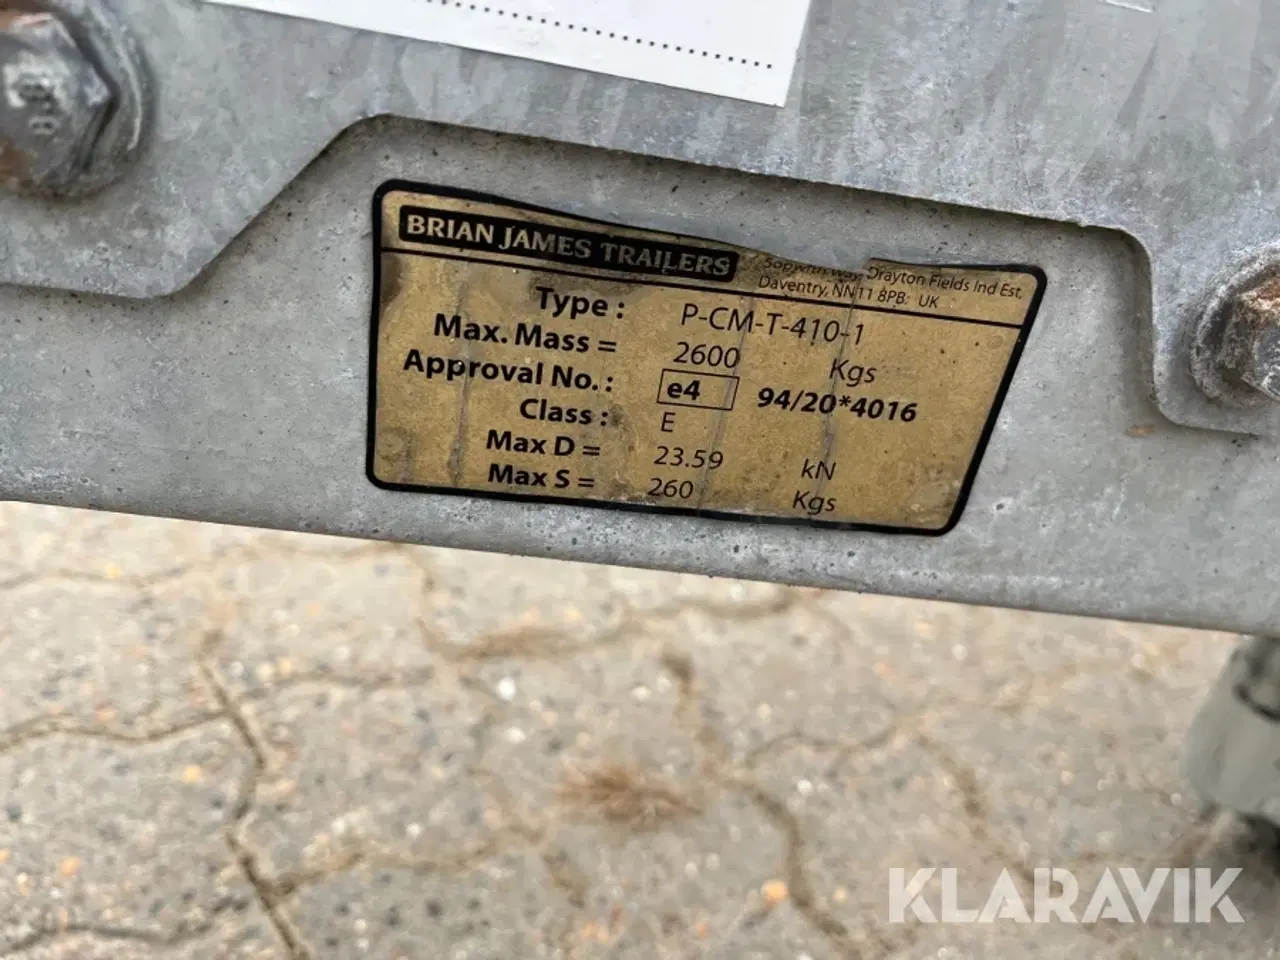 BRIAN JAMES TRAILERS
Sopwith Way, Drayton Fields Ind Est,
Daventry, NN11 8PB: UK
Type : P-CM-T-410-1
Max. Mass = 2600 Kgs
Approval No. : e4 94/20*4016
Class : E
Max D = 23.59 kN
Max S = 260 Kgs
KLARAVIK